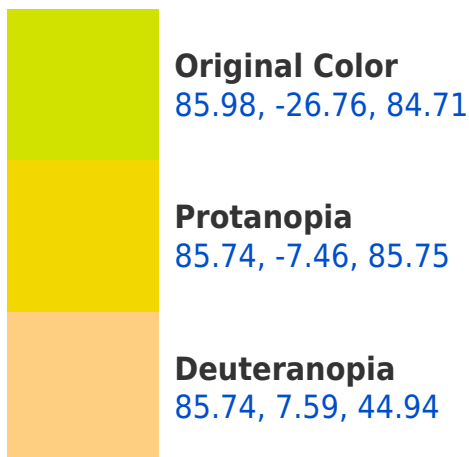 Original Color
85.98, -26.76, 84.71
Protanopia
85.74, -7.46, 85.75
Deuteranopia
85.74, 7.59, 44.94